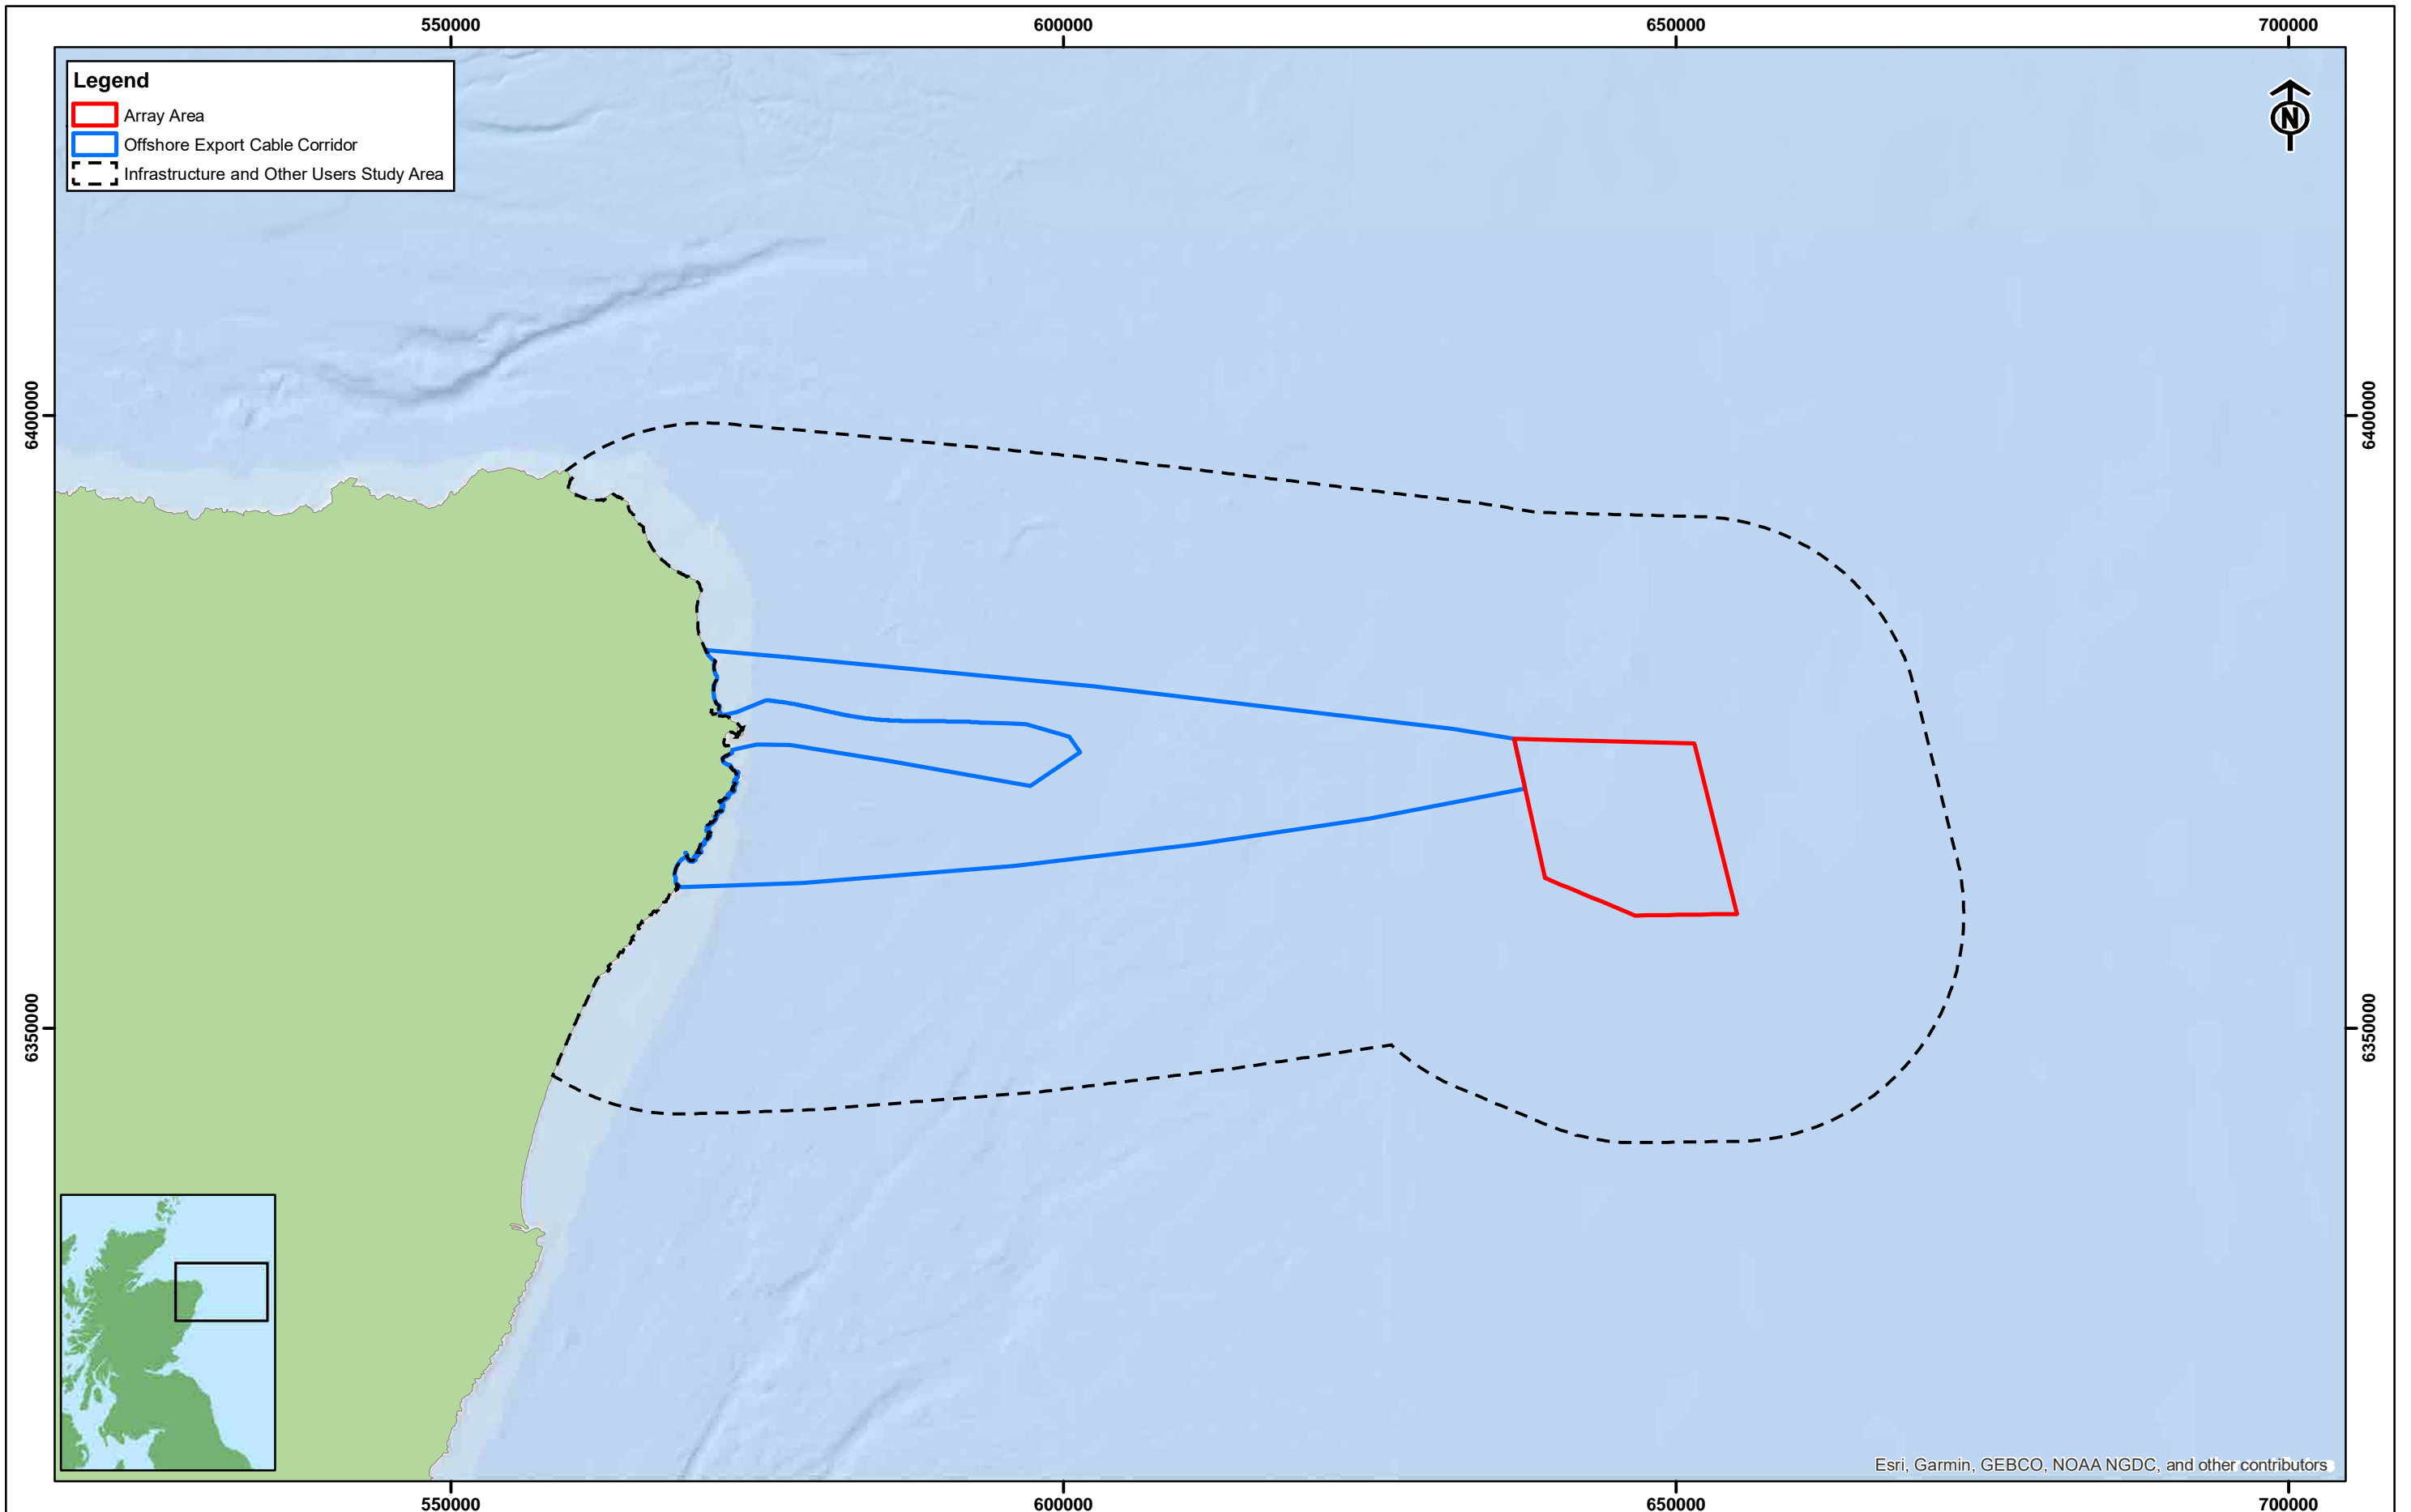 550000
600000
650000
700000
Legend
Array Area
Offshore Export Cable Corridor
Infrastructure and Other Users Study Area
N
6400000
6400000
6350000
6350000
Esri, Garmin, GEBCO, NOAA NGDC, and other contributors
550000
600000
650000
700000